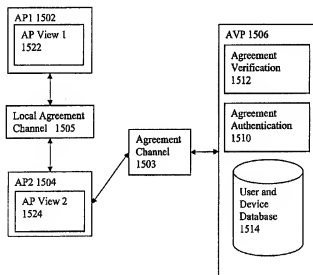 AP1 1502
AP View 1
1522
Local Agreement
Channel 1505
AP2 1504
AP View 2
1524
Agreement
Channel
1503
AVP 1506
Agreement
Verification
1512
Agreement
Authentication
1510
User and
Device
Database
1514